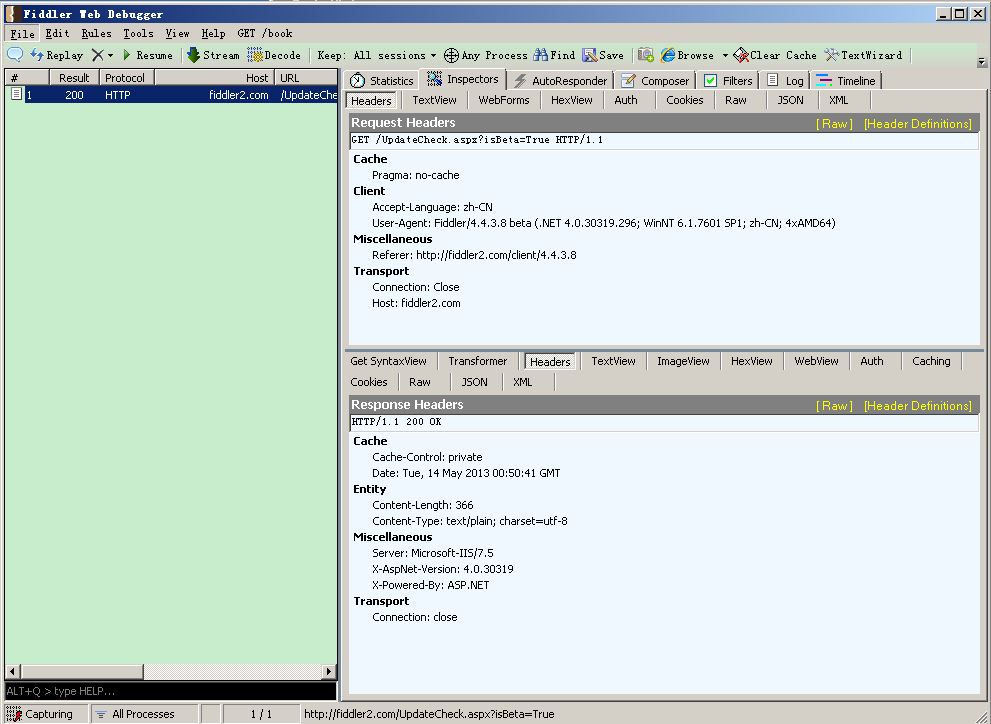 Fiddler Web Debugger
File Edit Rules Tools View Help GET /book
Replay Resume Stream Decode Keep: All sessions Any Process Find Save Browse Clear Cache TextWizard
# Result Protocol Host URL
1 200 HTTP fiddler2.com /UpdateChe
Statistics Inspectors AutoResponder Composer Filters Log Timeline
Headers TextView WebForms HexView Auth Cookies Raw JSON XML
Request Headers [ Raw ] [Header Definitions]
GET /UpdateCheck.aspx?isBeta=True HTTP/1.1
Cache
Pragma: no-cache
Client
Accept-Language: zh-CN
User-Agent: Fiddler/4.4.3.8 beta (.NET 4.0.30319.296; WinNT 6.1.7601 SP1; zh-CN; 4xAMD64)
Miscellaneous
Referer: http://fiddler2.com/client/4.4.3.8
Transport
Connection: Close
Host: fiddler2.com
Get SyntaxView Transformer Headers TextView ImageView HexView WebView Auth Caching
Cookies Raw JSON XML
Response Headers [ Raw ] [Header Definitions]
HTTP/1.1 200 OK
Cache
Cache-Control: private
Date: Tue, 14 May 2013 00:50:41 GMT
Entity
Content-Length: 366
Content-Type: text/plain; charset=utf-8
Miscellaneous
Server: Microsoft-IIS/7.5
X-AspNet-Version: 4.0.30319
X-Powered-By: ASP.NET
Transport
Connection: close
ALT+Q > type HELP...
Capturing All Processes 1 / 1 http://fiddler2.com/UpdateCheck.aspx?isBeta=True